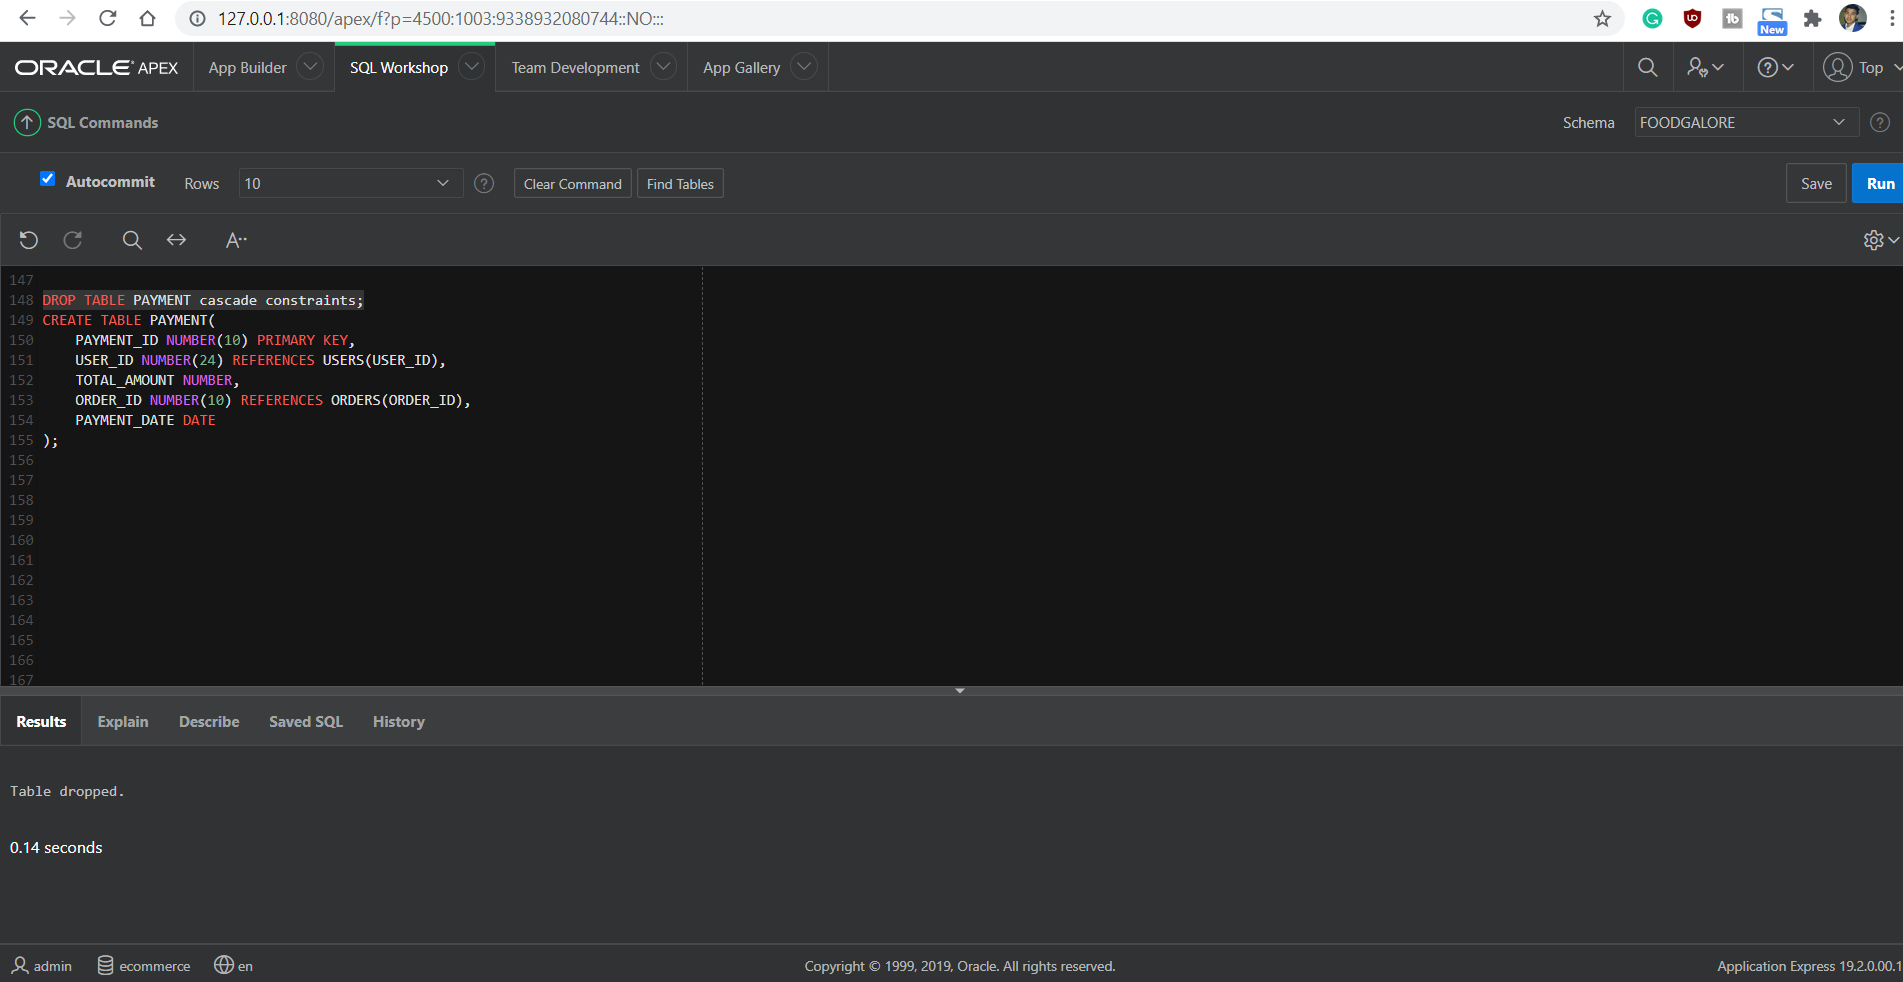 127.0.0.1:8080/apex/f?p=4500:1003:9338932080744::NO:::
New
ORACLE APEX App Builder SQL Workshop Team Development App Gallery Top
SQL Commands Schema FOODGALORE
Autocommit Rows 10 Clear Command Find Tables Save Run
147
148 DROP TABLE PAYMENT cascade constraints;
149 CREATE TABLE PAYMENT(
150 PAYMENT_ID NUMBER(10) PRIMARY KEY,
151 USER_ID NUMBER(24) REFERENCES USERS(USER_ID),
152 TOTAL_AMOUNT NUMBER,
153 ORDER_ID NUMBER(10) REFERENCES ORDERS(ORDER_ID),
154 PAYMENT_DATE DATE
155 );
156
157
158
159
160
161
162
163
164
165
166
167
Results Explain Describe Saved SQL History
Table dropped.
0.14 seconds
admin ecommerce en Copyright © 1999, 2019, Oracle. All rights reserved. Application Express 19.2.0.00.1